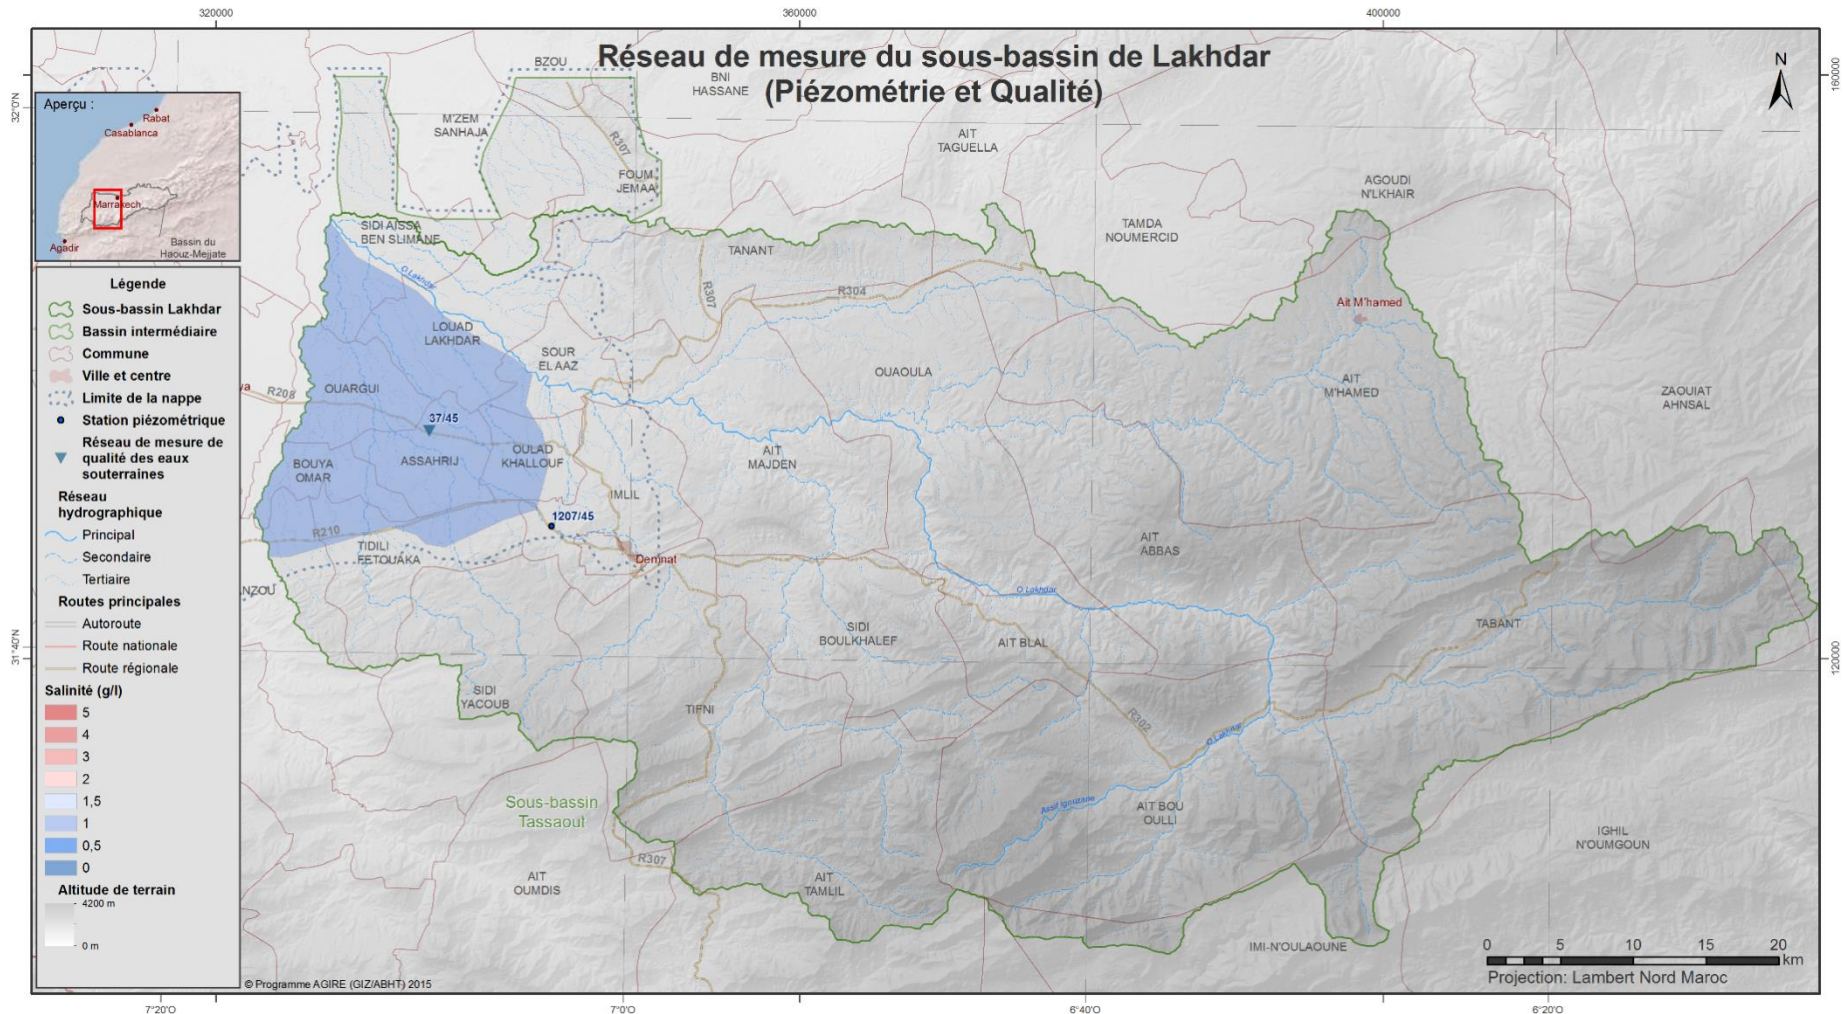 320000
360000
400000
Réseau de mesure du sous-bassin de Lakhdar
(Piézométrie et Qualité)
N
160000
120000
32°0'N
31°40'N
Aperçu :
Rabat
Casablanca
Marrakech
Agadir
Bassin du
Haouz-Mejjate
Légende
Sous-bassin Lakhdar
Bassin intermédiaire
Commune
Ville et centre
Limite de la nappe
Station piézométrique
Réseau de mesure de
qualité des eaux
souterraines
Réseau
hydrographique
Principal
Secondaire
Tertiaire
Routes principales
Autoroute
Route nationale
Route régionale
Salinité (g/l)
5
4
3
2
1,5
1
0,5
0
Altitude de terrain
4200 m
0 m
BZOU
BNI
HASSANE
M'ZEM
SANHAJA
R307
FOUM
JEMAA
AIT
TAGUELLA
AGOUDI
N'LKHAIR
SIDI AISSA
BEN SLIMANE
TAMDA
NOUMERCID
TANANT
O Lakhdar
R307
R304
Ait M'hamed
LOUAD
LAKHDAR
SOUR
EL AAZ
OUAOULA
AIT
M'HAMED
ZAOUIAT
AHNSAL
ya
R208
OUARGUI
37/45
BOUYA
OMAR
ASSAHRIJ
OULAD
KHALLOUF
AIT
MAJDEN
IMLIL
1207/45
R210
TIDILI
FETOUAKA
Demnat
AIT
ABBAS
NZOU
O Lakhdar
SIDI
BOULKHALEF
AIT BLAL
TABANT
SIDI
YACOUB
TIFNI
R302
O Lakhdar
Sous-bassin
Tassaout
Assif Igouzane
AIT BOU
OULLI
IGHIL
N'OUMGOUN
R307
AIT
OUMDIS
AIT
TAMLIL
IMI-N'OULAOUNE
0 5 10 15 20
km
Projection: Lambert Nord Maroc
© Programme AGIRE (GIZ/ABHT) 2015
7°20'O
7°0'O
6°40'O
6°20'O